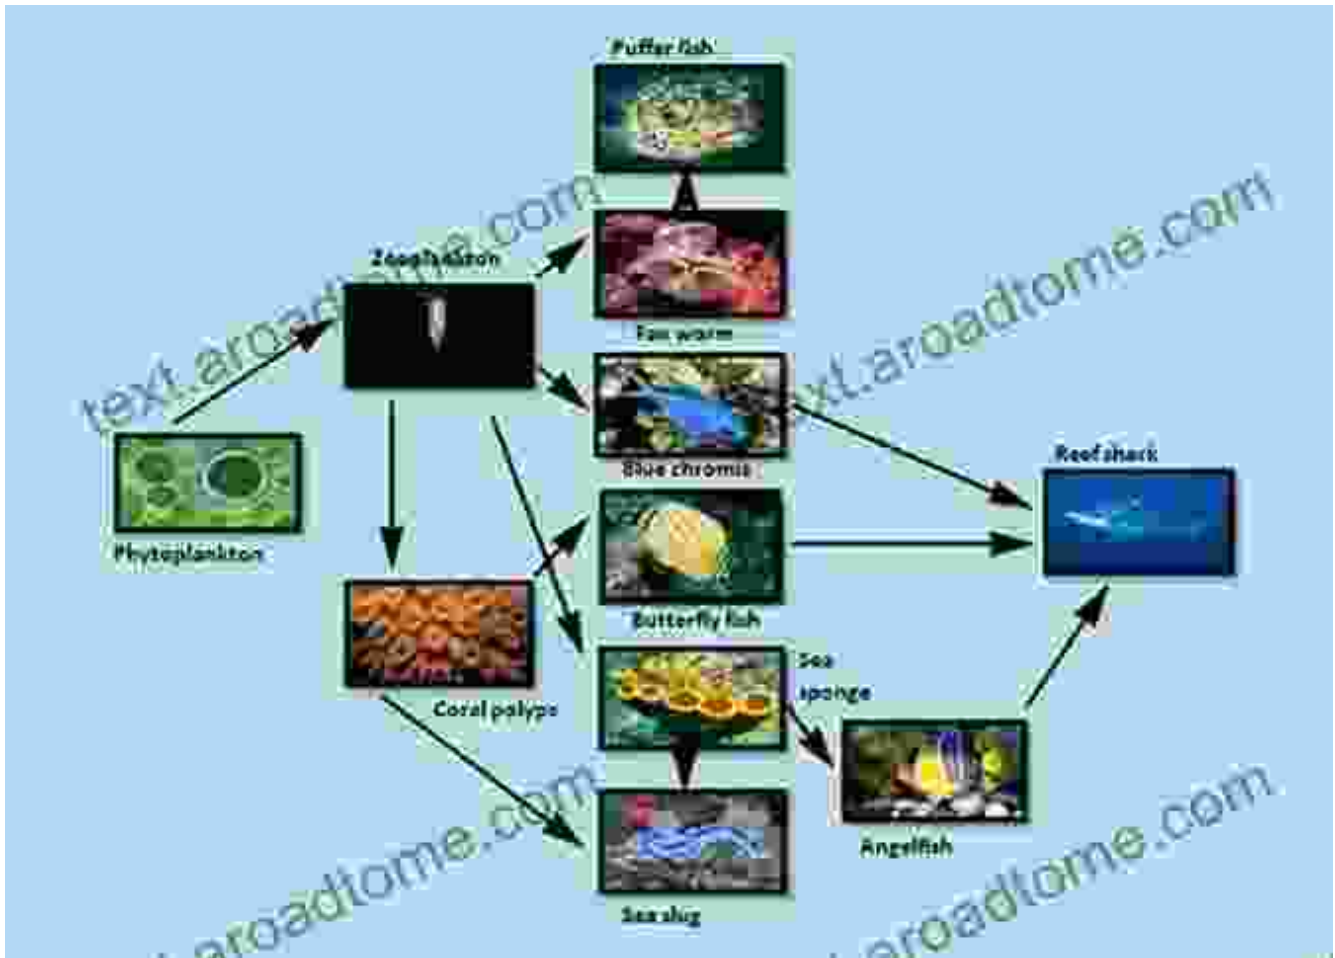 Puffer fish
text.aroadtome.com
text.aroadtome.com
Zooplankton
Fan worm
Blue chromis
Reef shark
Phytoplankton
Butterfly fish
Sea
sponge
Coral polyps
Angelfish
Sea slug
aroadtome.com
aroadtome.com